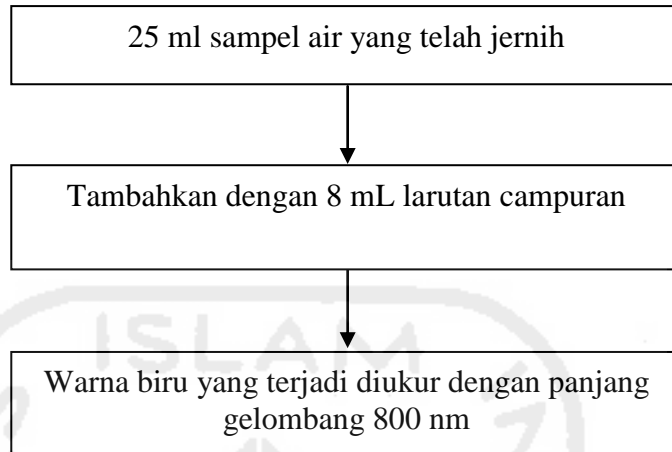 25 ml sampel air yang telah jernih
Tambahkan dengan 8 mL larutan campuran
ISLAM
Warna biru yang terjadi diukur dengan panjang
gelombang 800 nm